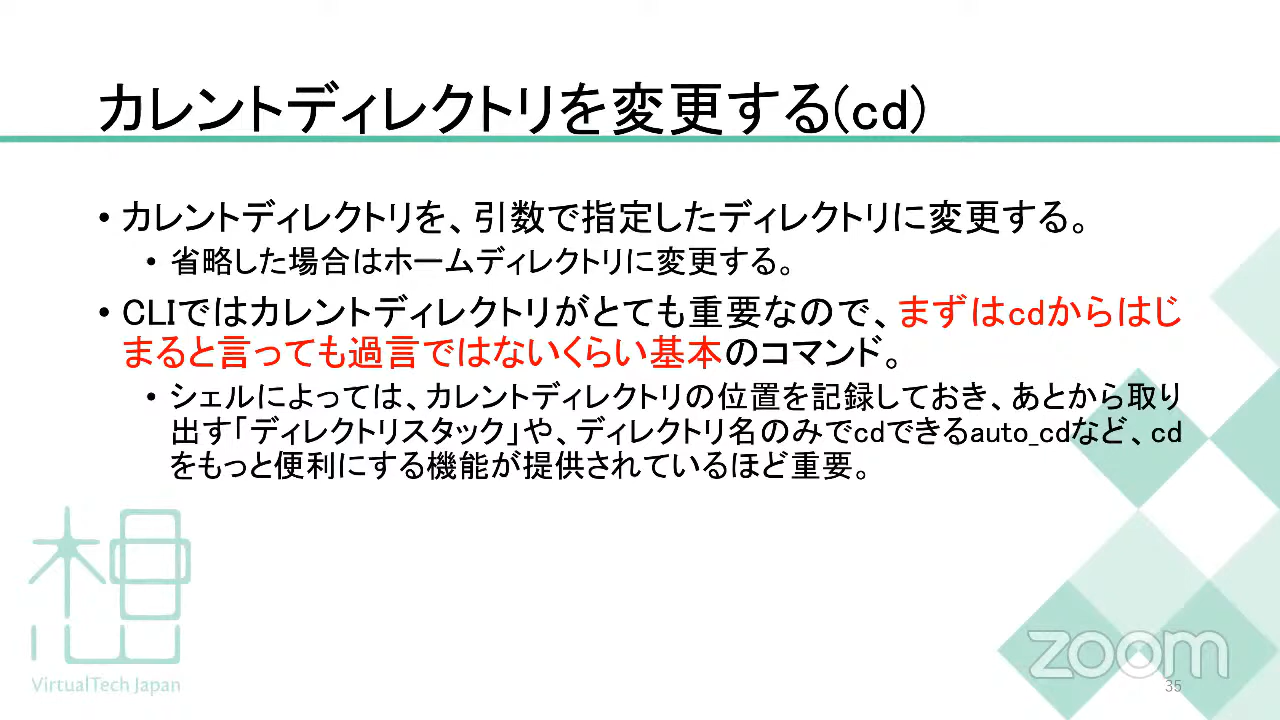 カレントディレクトリを変更する(cd)
• カレントディレクトリを、引数で指定したディレクトリに変更する。
• 省略した場合はホームディレクトリに変更する。
• CLIではカレントディレクトリがとても重要なので、まずはcdからはじ
まると言っても過言ではないくらい基本のコマンド。
• シェルによっては、カレントディレクトリの位置を記録しておき、あとから取り
出す「ディレクトリスタック」や、ディレクトリ名のみでcdできるauto_cdなど、cd
をもっと便利にする機能が提供されているほど重要。
想
VirtualTech Japan
zoom
35